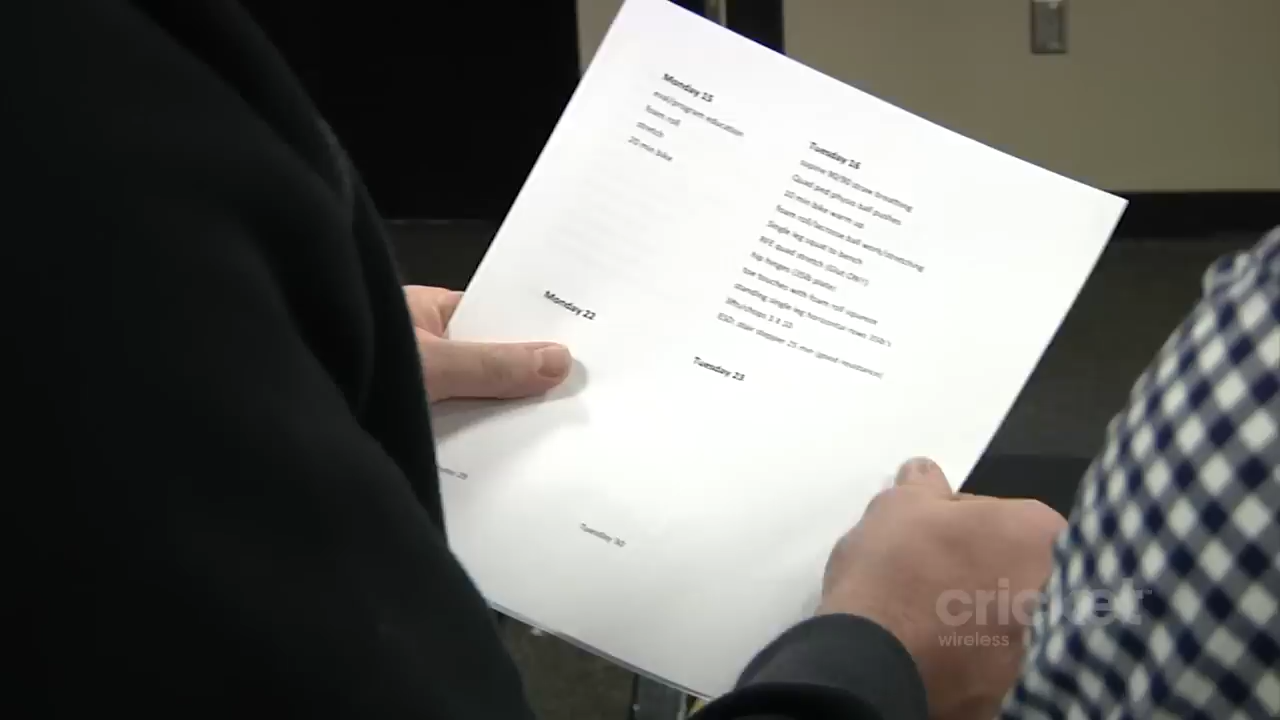 Monday 15
eval/program education
foam roll
stretch
20 min bike
Tuesday 16
supine 90/90 straw breathing
Quad ped physio ball pushes
10 min bike warm up
foam roll/lacrosse ball work/stretching
Single leg squat to bench
RFE quad stretch (Glut ON!!)
hip hinges (35lb plate)
toe touches with foam roll squeeze
standing single leg horizontal rows
lifts/chops 3 x 10
ESD: stair stepper 25 min (good resistance)
Monday 22
Tuesday 23
29
Tuesday 30
cricket
wireless